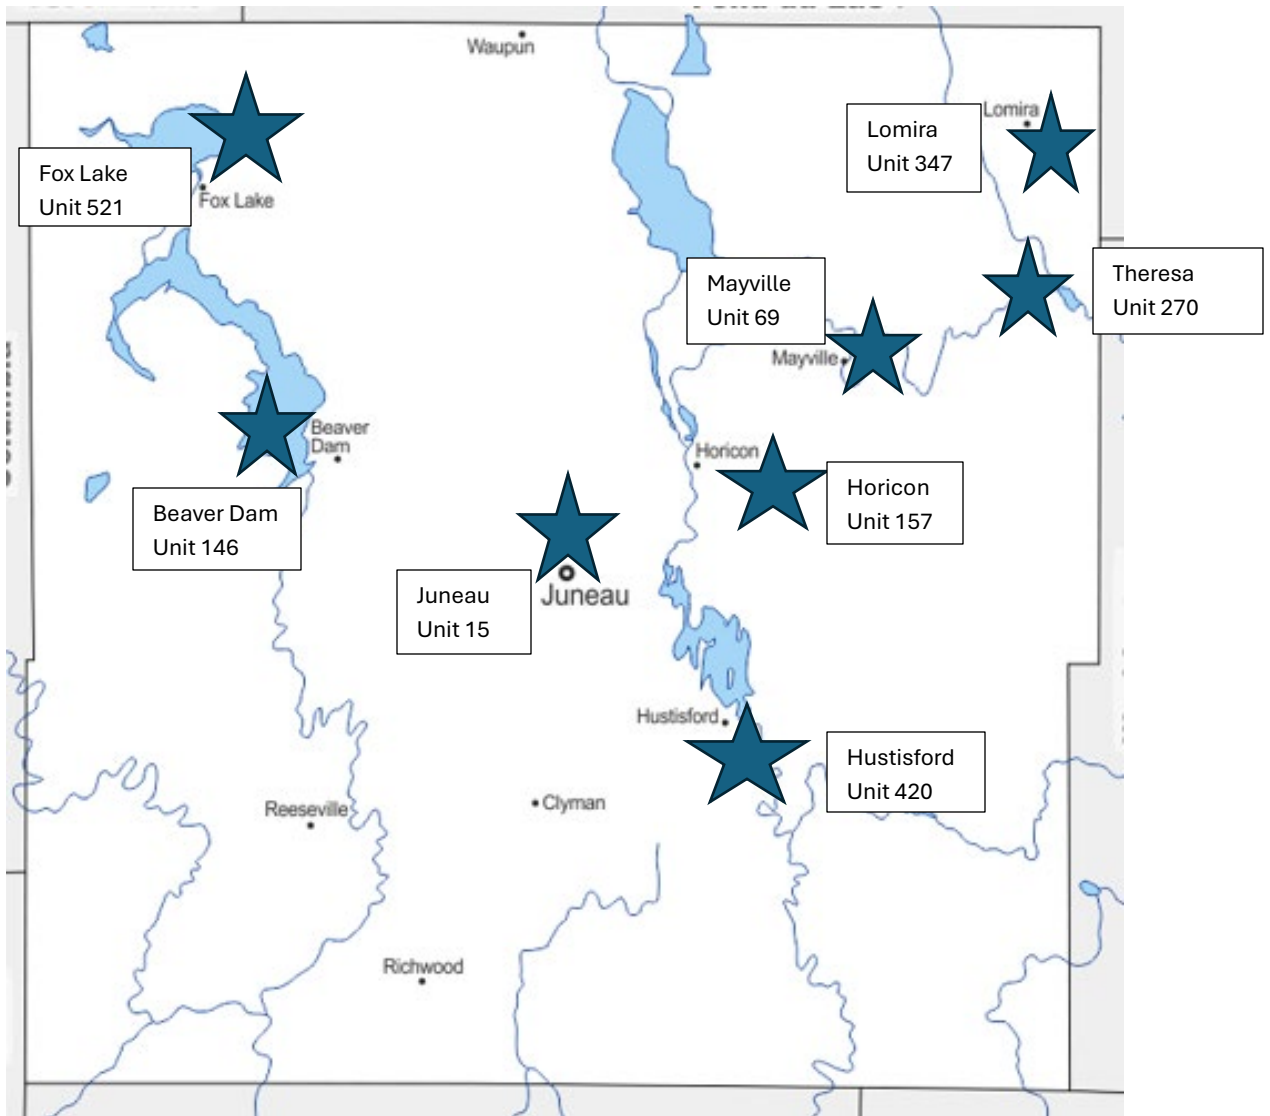 Waupun
Lomira
Lomira
Unit 347
Fox Lake
Unit 521
Fox Lake
Theresa
Unit 270
Mayville
Unit 69
Mayville
Beaver
Dam
Horicon
Horicon
Unit 157
Beaver Dam
Unit 146
Juneau
Unit 15
Juneau
Hustisford
Hustisford
Unit 420
Reeseville
Clyman
Richwood